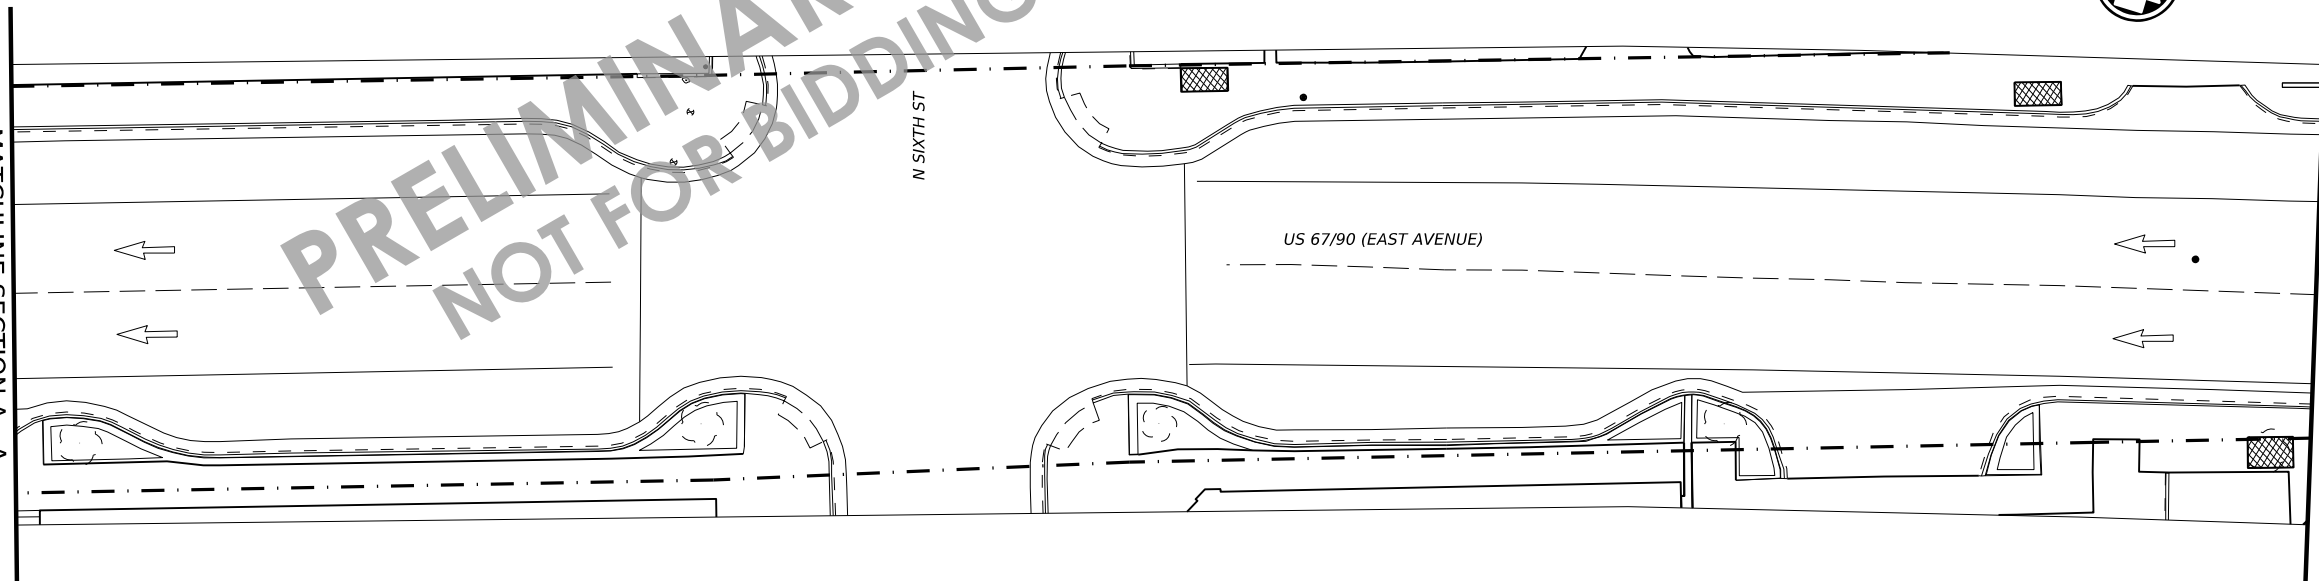 PRELIMINAR
NOT FOR BIDDING
N SIXTH ST
US 67/90 (EAST AVENUE)